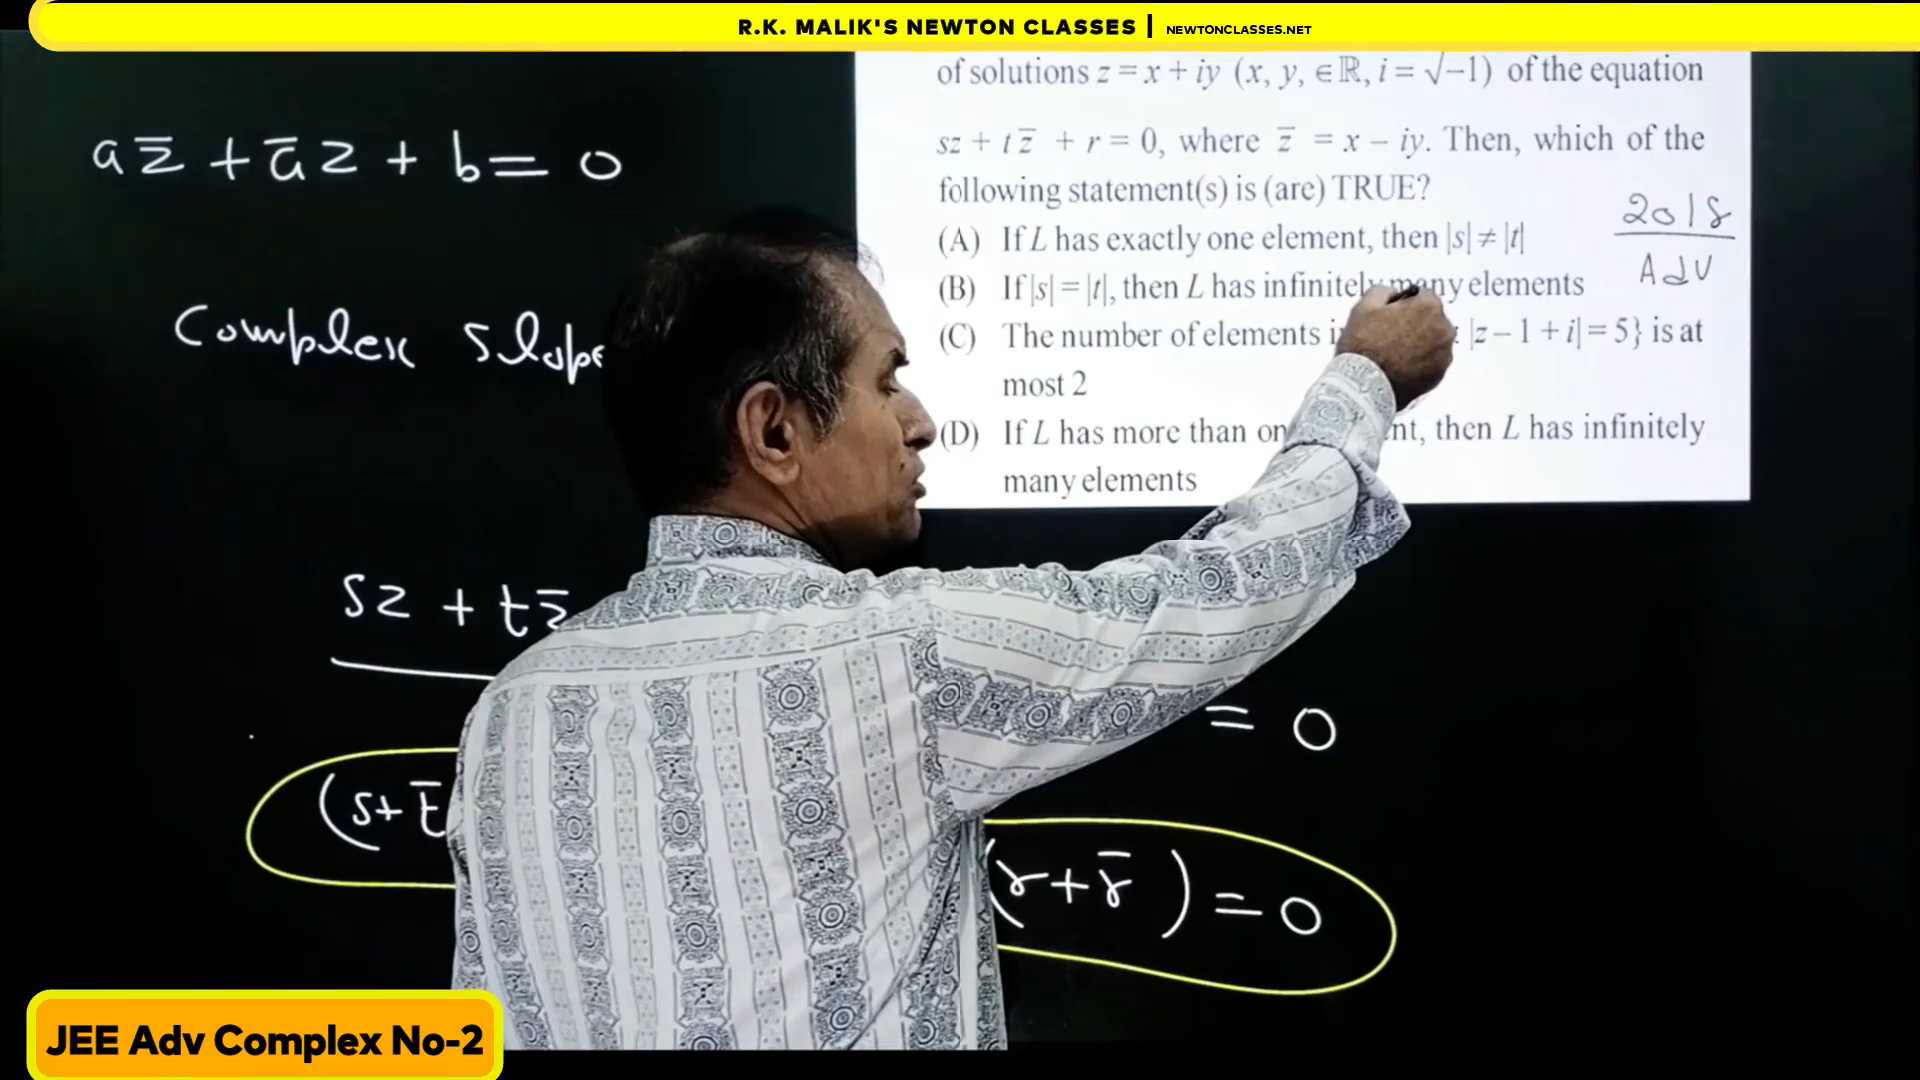 R.K. MALIK'S NEWTON CLASSES | NEWTONCLASSES.NET
of solutions z = x + iy (x, y, ∈ℝ, i = √−1) of the equation
sz + tz̄ + r = 0, where z̄ = x − iy. Then, which of the
following statement(s) is (are) TRUE?
(A) If L has exactly one element, then |s| ≠ |t|
(B) If |s| = |t|, then L has infinitely many elements
(C) The number of elements |z − 1 + i| = 5} is at
most 2
(D) If L has more than then L has infinitely
many elements
2018
Adv
az̄ + āz + b = 0
Complex Slope
sz + tz̄
= 0
(s+t̄
(r+r̄) = 0
JEE Adv Complex No-2